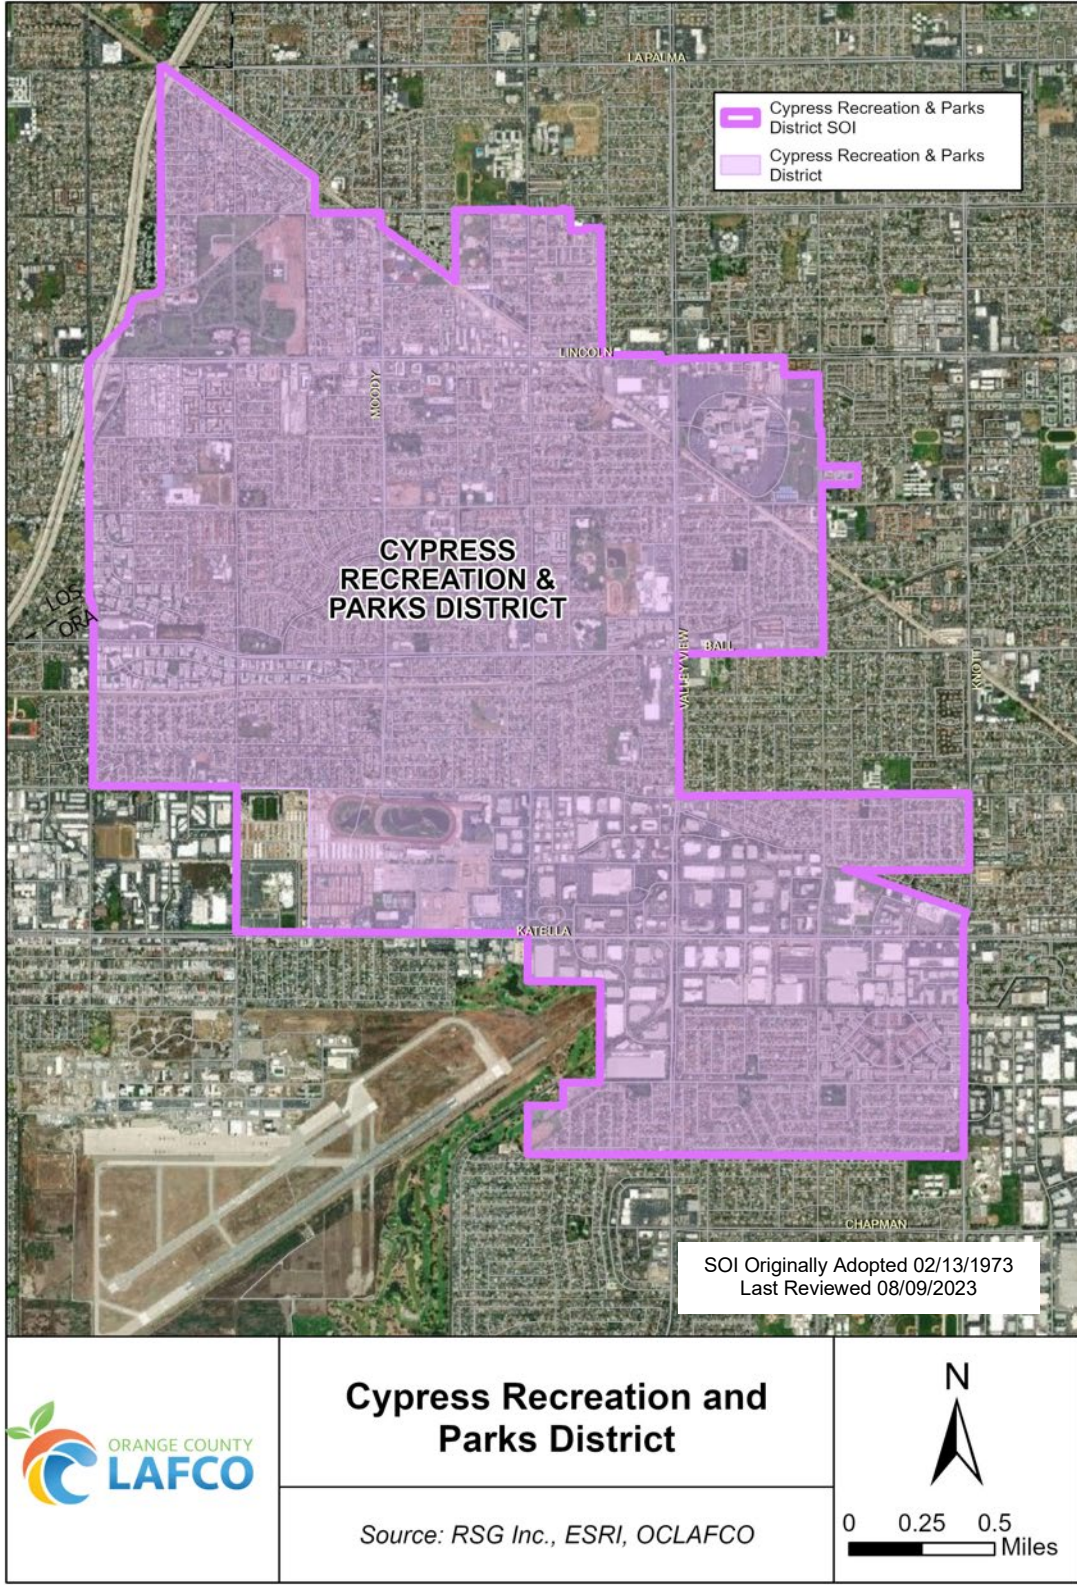 LA PALMA
Cypress Recreation & Parks
District SOI
Cypress Recreation & Parks
District
LINCOLN
MOODY
CYPRESS
RECREATION &
PARKS DISTRICT
LOS
ORA
VALLEY VIEW
BALL
KNOTT
KATELLA
CHAPMAN
SOI Originally Adopted 02/13/1973
Last Reviewed 08/09/2023
ORANGE COUNTY
LAFCO
Cypress Recreation and
Parks District
Source: RSG Inc., ESRI, OCLAFCO
N
0 0.25 0.5
Miles